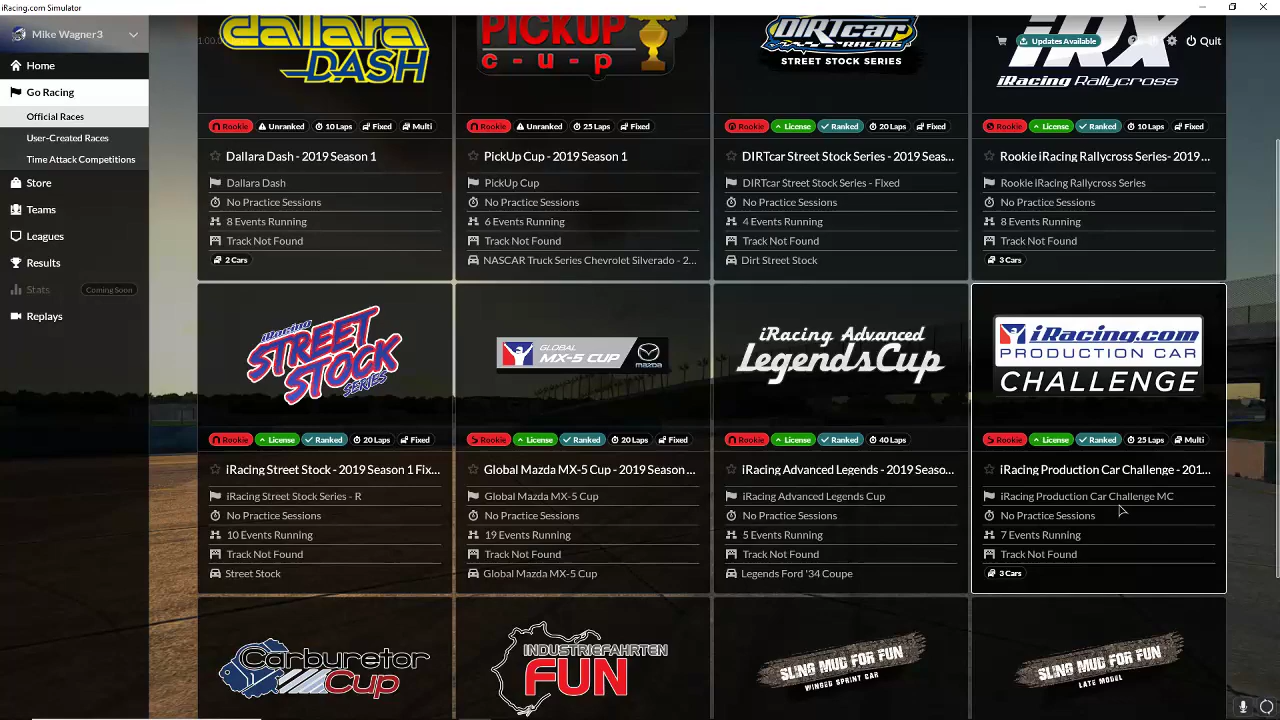 iRacing.com Simulator
Mike Wagner3
Home
Go Racing
Official Races
User-Created Races
Time Attack Competitions
Store
Teams
Leagues
Results
Stats Coming Soon
Replays
Updates Available
Quit
dallara
DASH
Rookie Unranked 10 Laps Fixed Multi
Dallara Dash - 2019 Season 1
Dallara Dash
No Practice Sessions
8 Events Running
Track Not Found
2 Cars
PICKUP
c-u-p
Rookie Unranked 25 Laps Fixed
PickUp Cup - 2019 Season 1
PickUp Cup
No Practice Sessions
6 Events Running
Track Not Found
NASCAR Truck Series Chevrolet Silverado - 2...
DIRTcar
RACING
STREET STOCK SERIES
Rookie License Ranked 20 Laps Fixed
DIRTcar Street Stock Series - 2019 Seas...
DIRTcar Street Stock Series - Fixed
No Practice Sessions
4 Events Running
Track Not Found
Dirt Street Stock
iRX
iRacing Rallycross
Rookie License Ranked 10 Laps Fixed
Rookie iRacing Rallycross Series- 2019 ...
Rookie iRacing Rallycross Series
No Practice Sessions
8 Events Running
Track Not Found
3 Cars
iRacing
STREET
STOCK
SERIES
Rookie License Ranked 20 Laps Fixed
iRacing Street Stock - 2019 Season 1 Fix...
iRacing Street Stock Series - R
No Practice Sessions
10 Events Running
Track Not Found
Street Stock
GLOBAL
MX-5 CUP
mazda
Rookie License Ranked 20 Laps Fixed
Global Mazda MX-5 Cup - 2019 Season ...
Global Mazda MX-5 Cup
No Practice Sessions
19 Events Running
Track Not Found
Global Mazda MX-5 Cup
iRacing Advanced
LegendsCup
Rookie License Ranked 40 Laps
iRacing Advanced Legends - 2019 Seaso...
iRacing Advanced Legends Cup
No Practice Sessions
5 Events Running
Track Not Found
Legends Ford '34 Coupe
iRacing.com
PRODUCTION CAR
CHALLENGE
Rookie License Ranked 25 Laps Multi
iRacing Production Car Challenge - 201...
iRacing Production Car Challenge MC
No Practice Sessions
7 Events Running
Track Not Found
3 Cars
Carburetor
Cup
INDUSTRIEFAHRTEN
FUN
SLING MUD FOR FUN
WINGED SPRINT CAR
SLING MUD FOR FUN
LATE MODEL